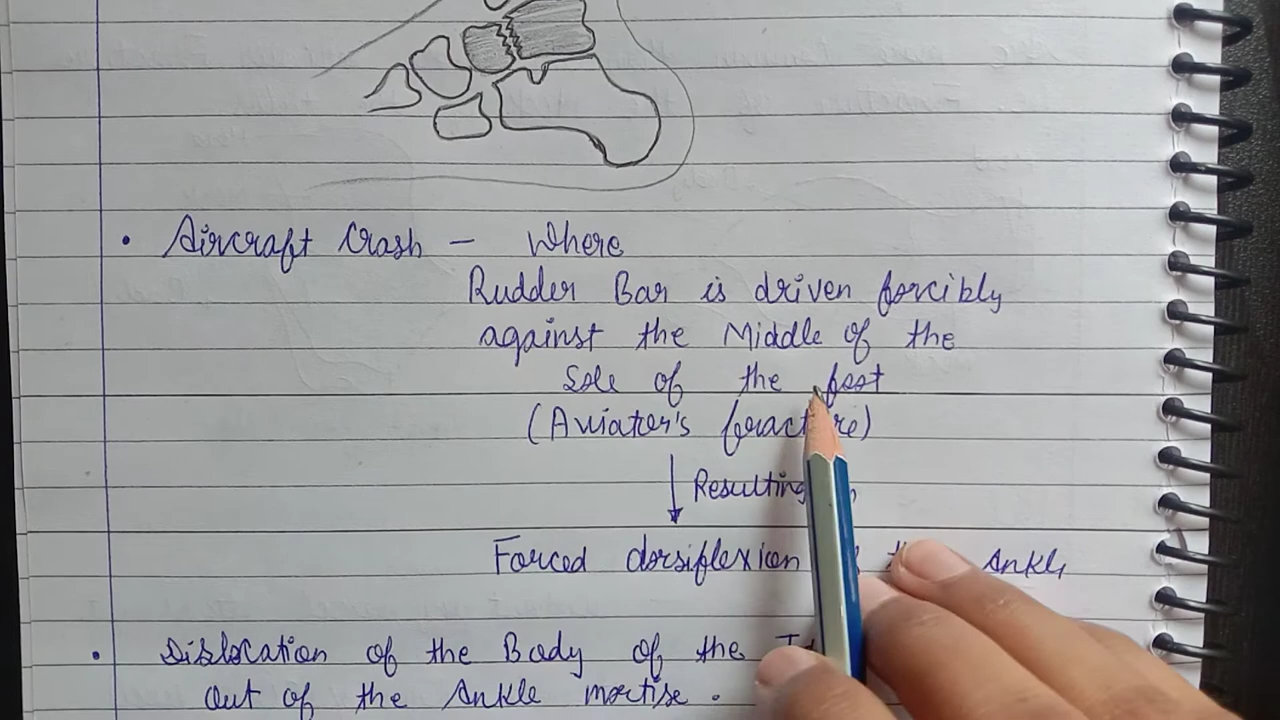 • Aircraft Crash — Where
Rudder Bar is driven forcibly
against the Middle of the
Sole of the foot
(Aviator's fracture)
Resulting
Forced dorsiflexion the Ankle
• Dislocation of the Body of the
out of the Ankle mortise.